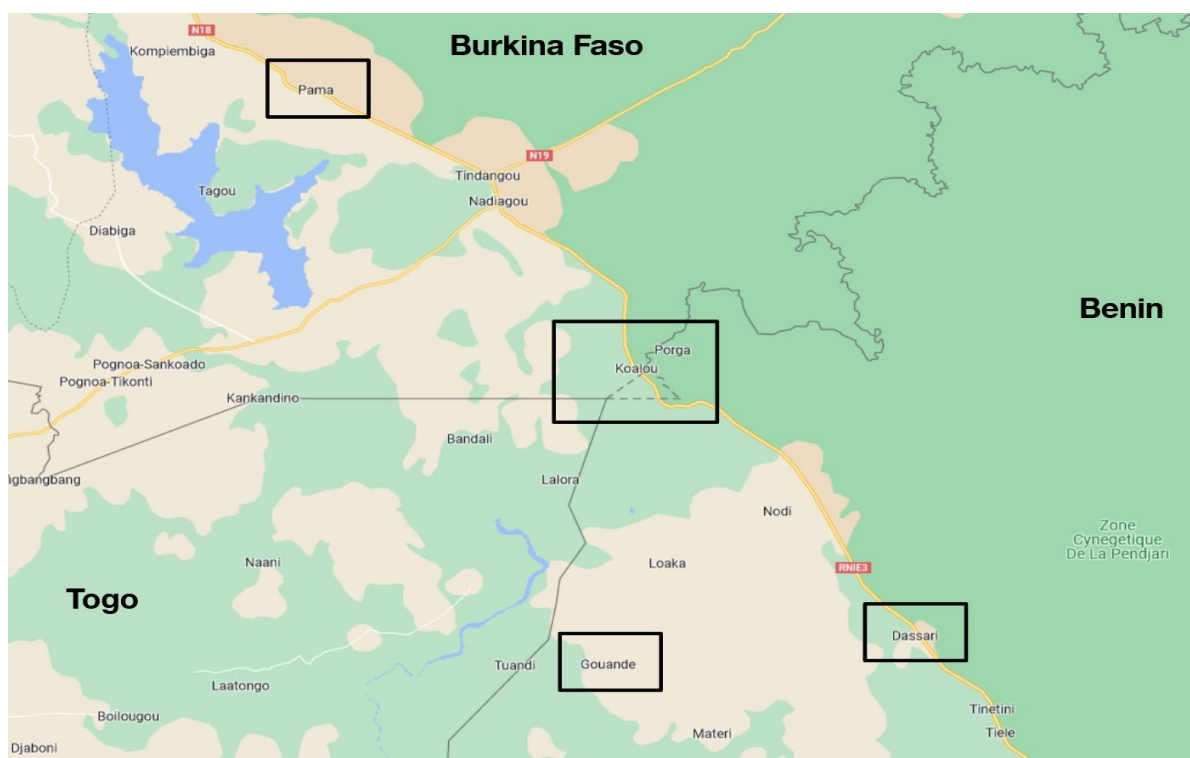 N18
Kompiembiga
Burkina Faso
Pama
N19
Tindangou
Tagou
Nadiagou
Diabiga
Benin
Porga
Pognoa-Sankoado
Koalou
Pognoa-Tikonti
Kankandino
Bandali
igbangbang
Lalora
Nodi
Zone
Cynegetique
De La Pendjari
Naani
Loaka
RNIE3
Togo
Dassari
Tuandi
Gouande
Laatongo
Tinetini
Boilougou
Materi
Tiele
Djaboni